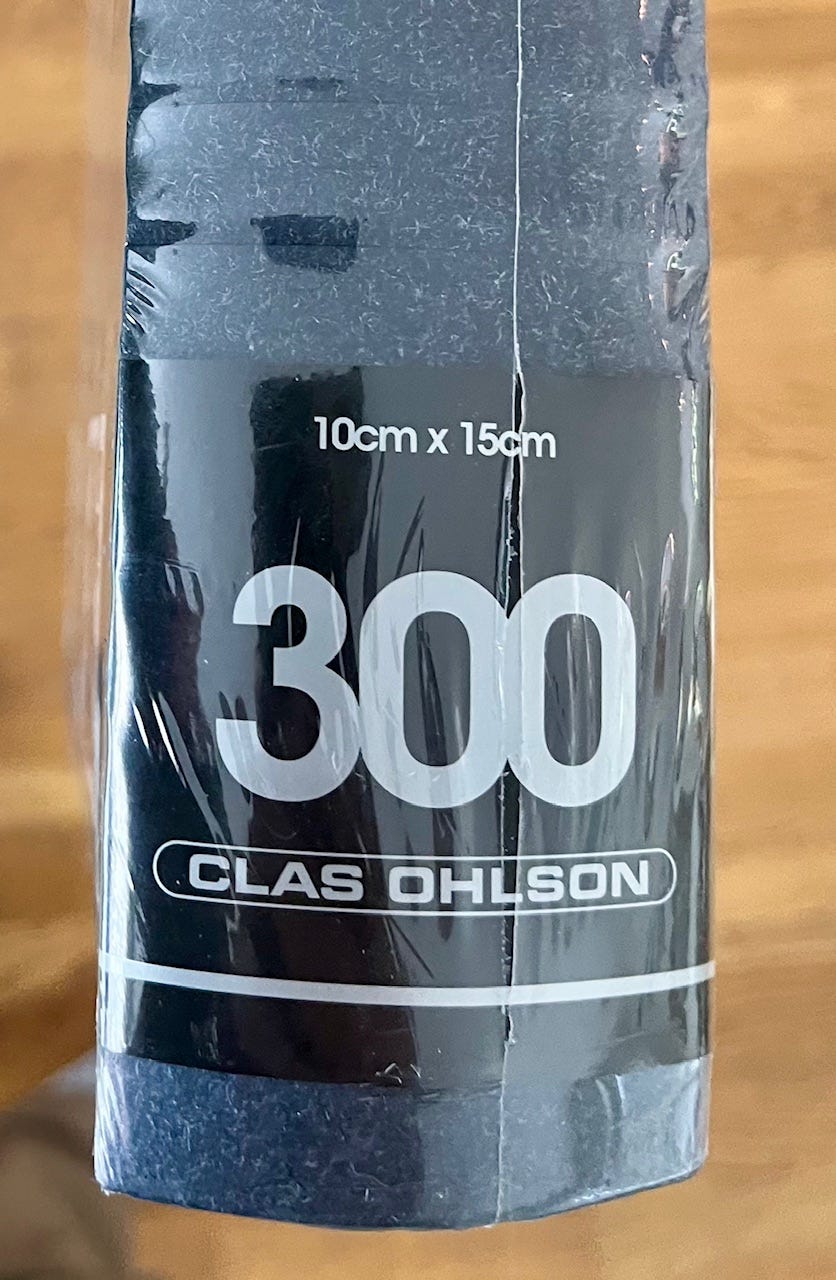 10cm x 15cm
300
CLAS OHLSON